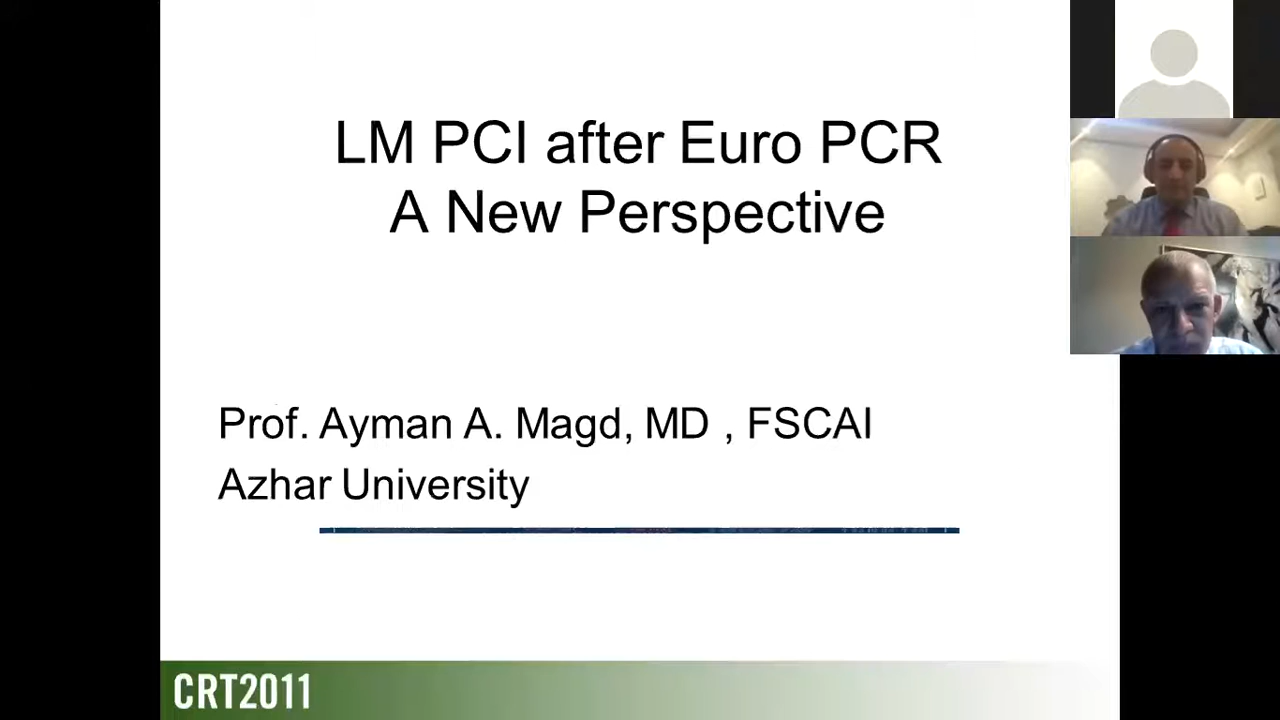 LM PCI after Euro PCR
A New Perspective
Prof. Ayman A. Magd, MD , FSCAI
Azhar University
CRT2011